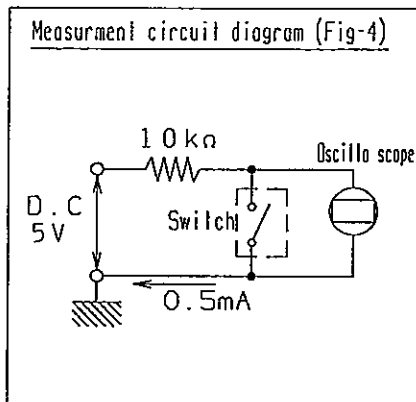 Measurment circuit diagram (Fig-4)
10kΩ
Oscillo scope
D.C
5V
Switch
0.5mA